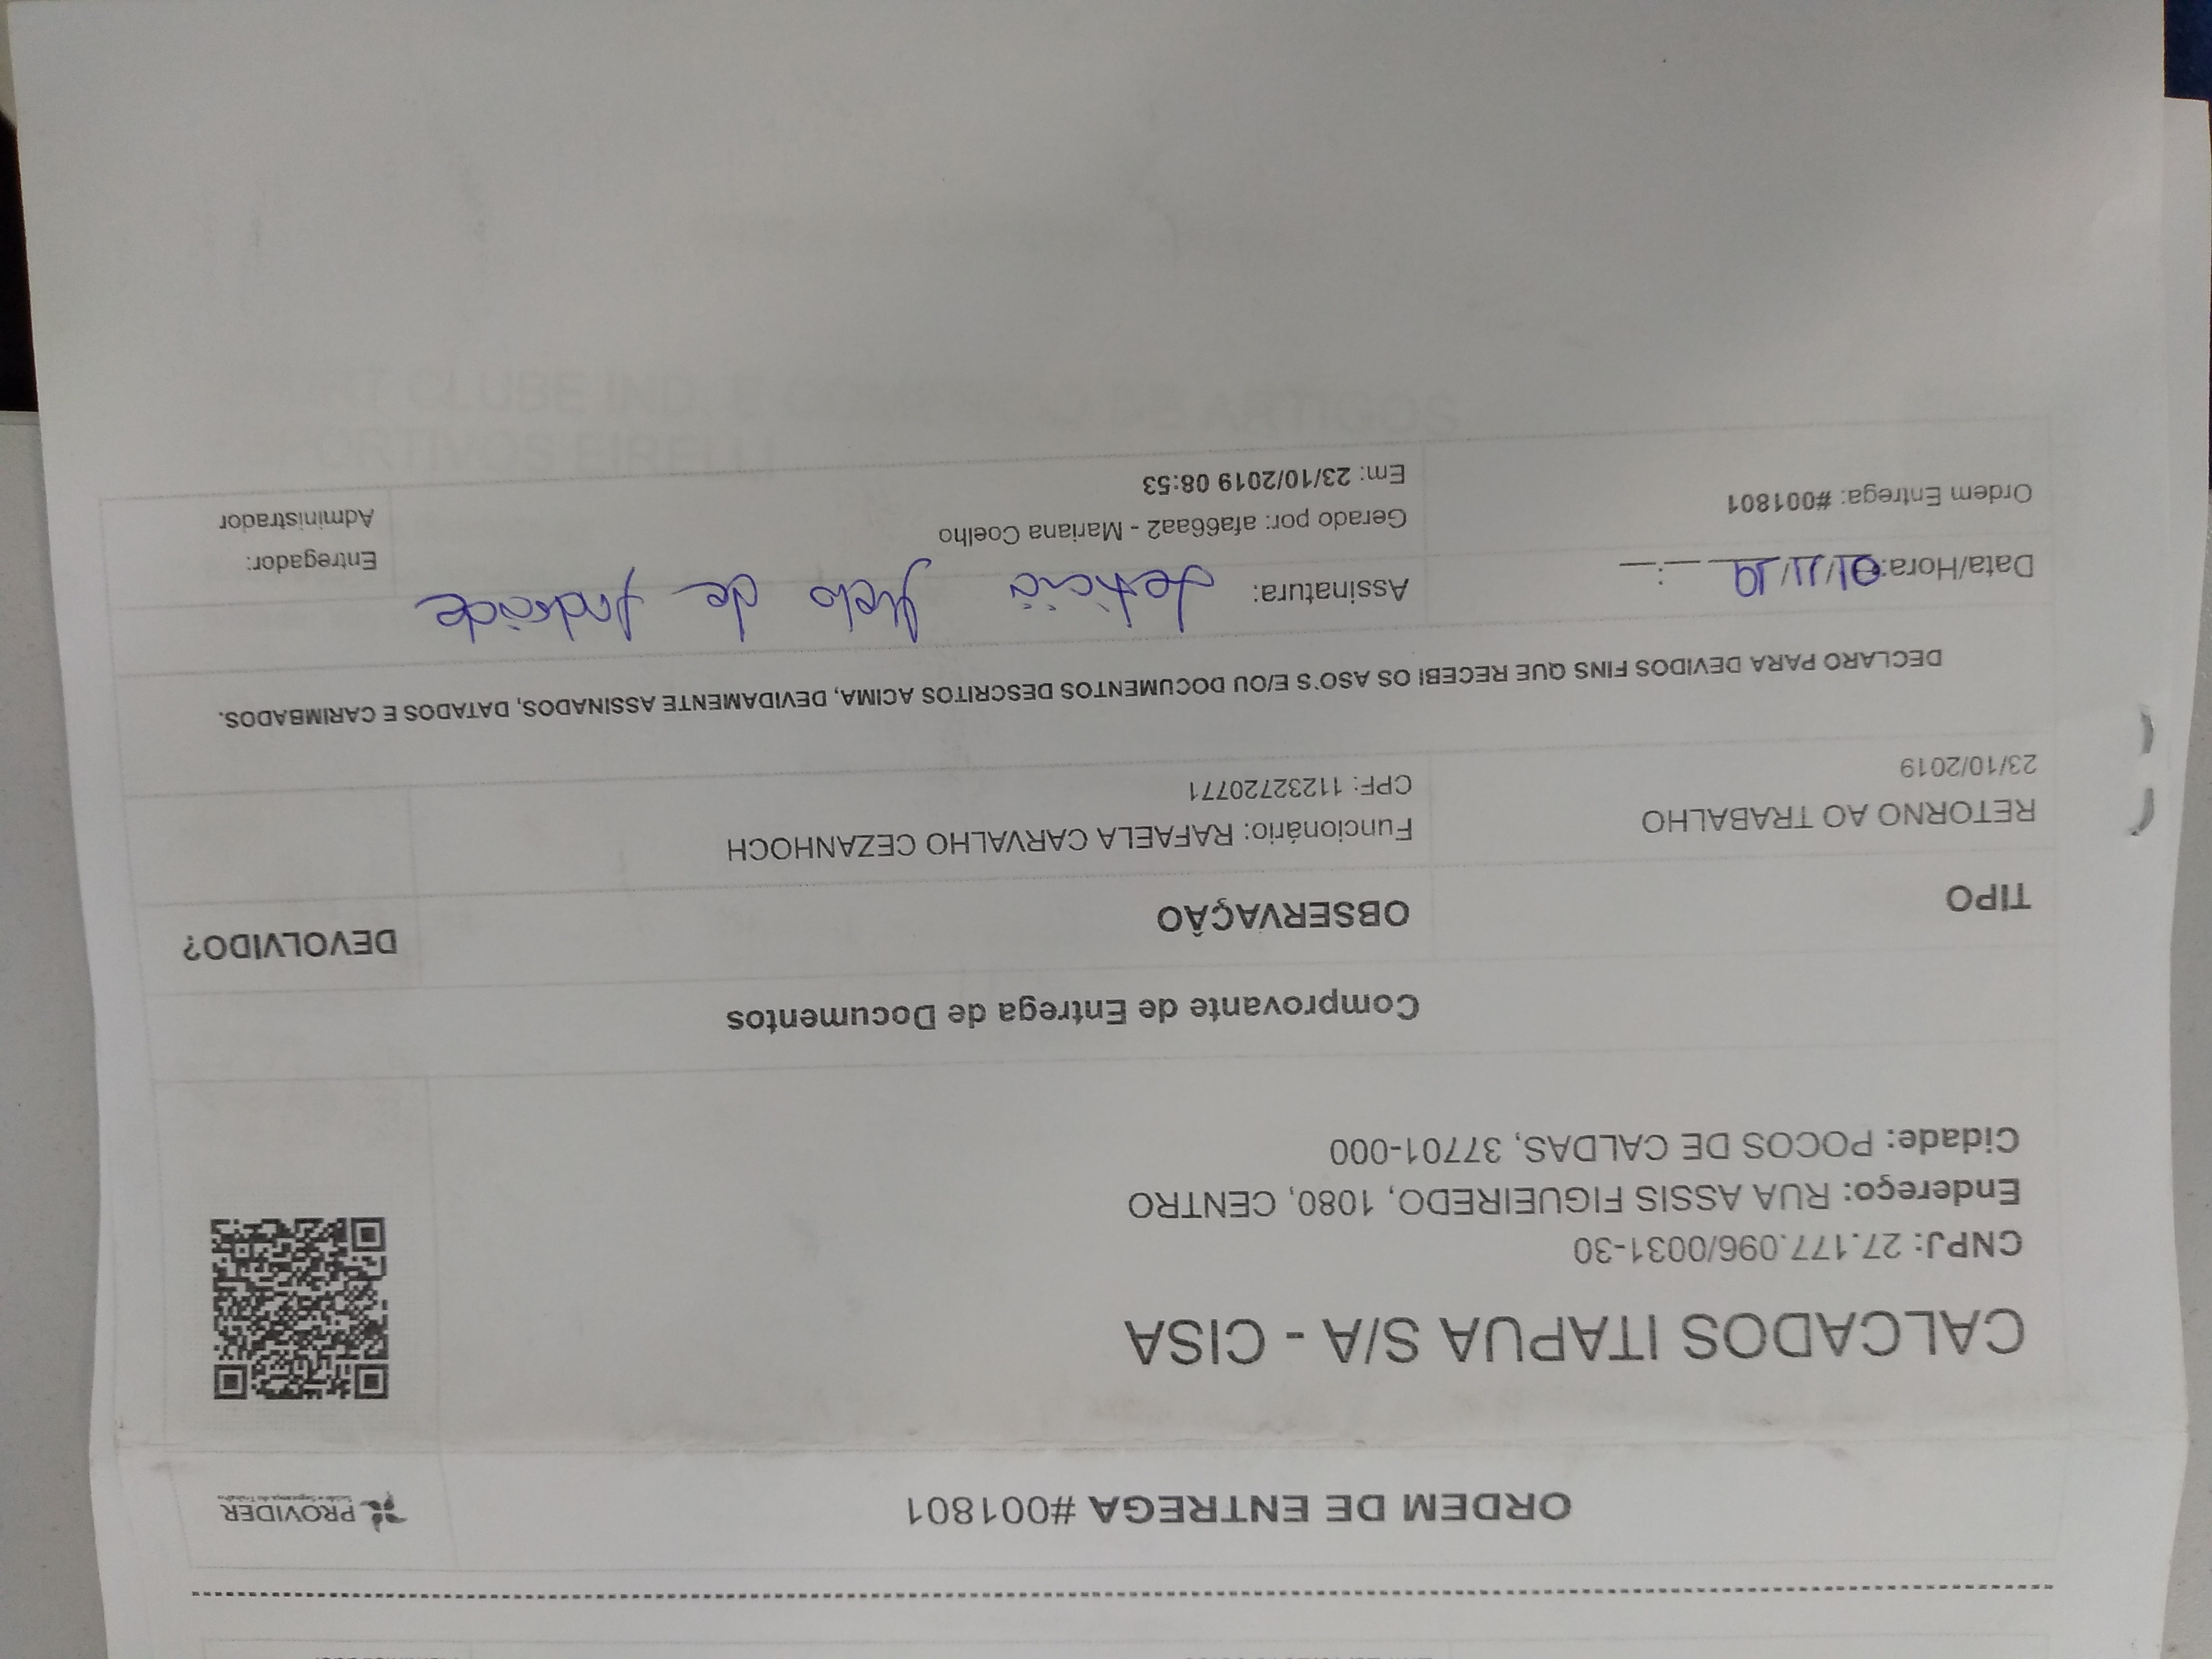 ORDEM DE ENTREGA #001801
PROVIDER
CALCADOS ITAPUA S/A - CISA
CNPJ: 27.177.096/0031-30
Endereço: RUA ASSIS FIGUEIREDO, 1080, CENTRO
Cidade: POCOS DE CALDAS, 37701-000
Comprovante de Entrega de Documentos
TIPO OBSERVAÇÃO DEVOLVIDO?
RETORNO AO TRABALHO Funcionário: RAFAELA CARVALHO CEZANHOCH
23/10/2019 CPF: 11232720771
DECLARO PARA DEVIDOS FINS QUE RECEBI OS ASO'S E/OU DOCUMENTOS DESCRITOS ACIMA, DEVIDAMENTE ASSINADOS, DATADOS E CARIMBADOS.
Data/Hora: 01/11/19 __:__ Assinatura: Letícia Melo de Andrade Entregador:
Administrador
Ordem Entrega: #001801 Gerado por: afa66aa2 - Mariana Coelho
Em: 23/10/2019 08:53